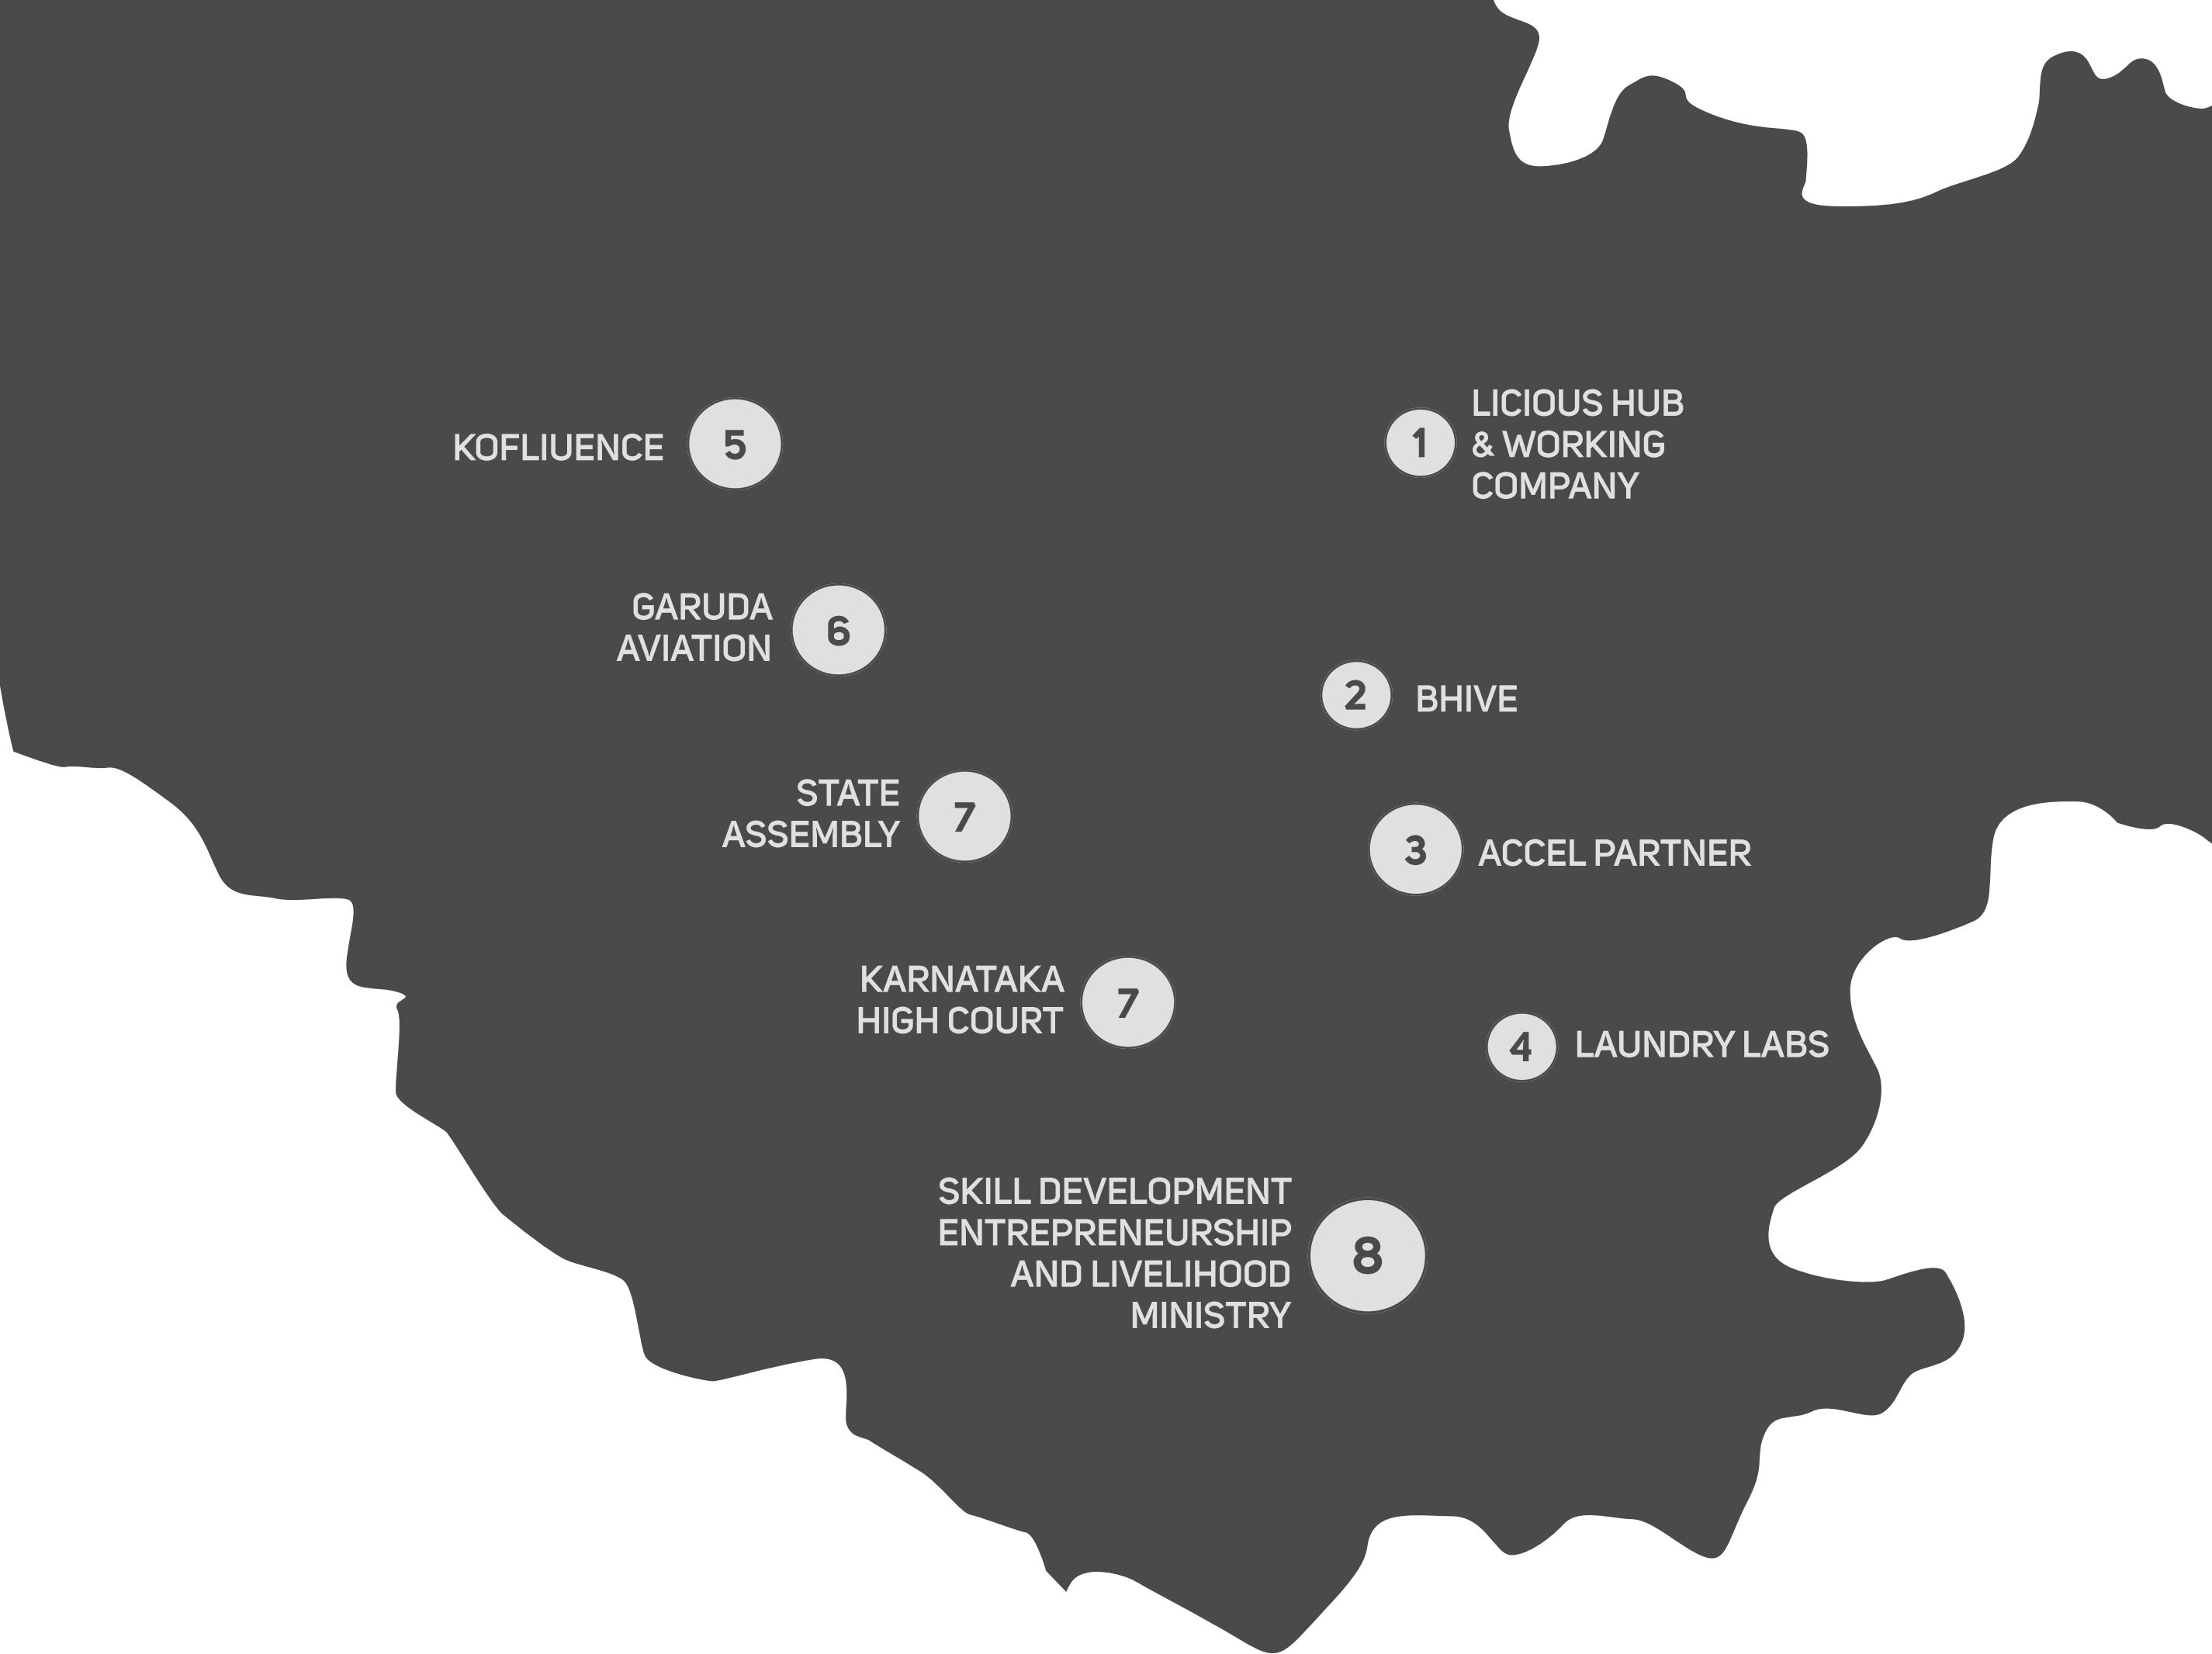 KOFLUENCE
5
1
LICIOUS HUB
& WORKING
COMPANY
GARUDA
AVIATION
6
2
BHIVE
STATE
ASSEMBLY
7
3
ACCEL PARTNER
KARNATAKA
HIGH COURT
7
4
LAUNDRY LABS
SKILL DEVELOPMENT
ENTREPRENEURSHIP
AND LIVELIHOOD
MINISTRY
8